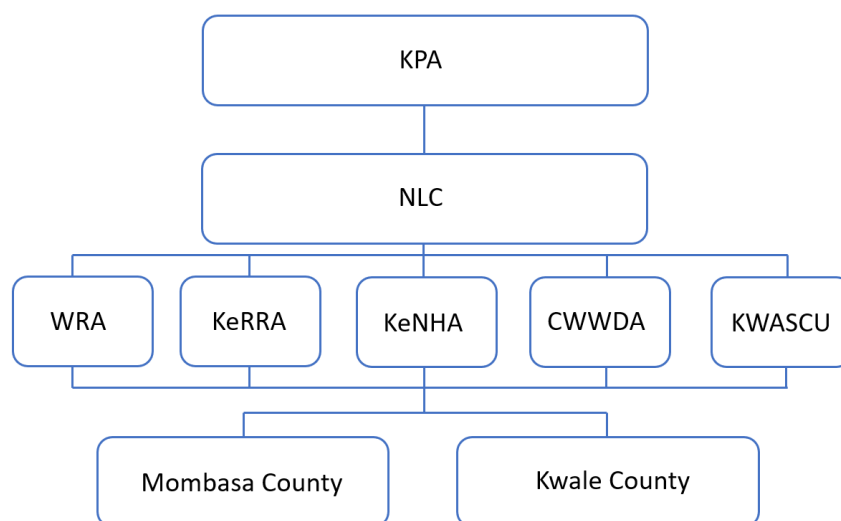 KPA
NLC
WRA
KeRRA
KeNHA
CWWDA
KWASCU
Mombasa County
Kwale County